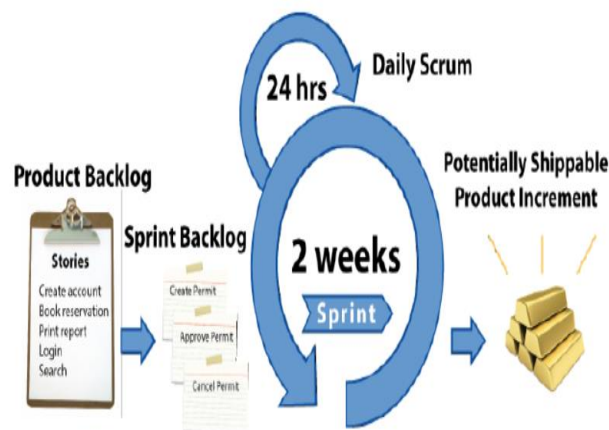 24 hrs
Daily Scrum
Product Backlog
Potentially Shippable
Product Increment
Sprint Backlog
Stories
Create account
Book reservation
Print report
Login
Search
Create Permit
Approve Permit
Cancel Permit
2 weeks
Sprint